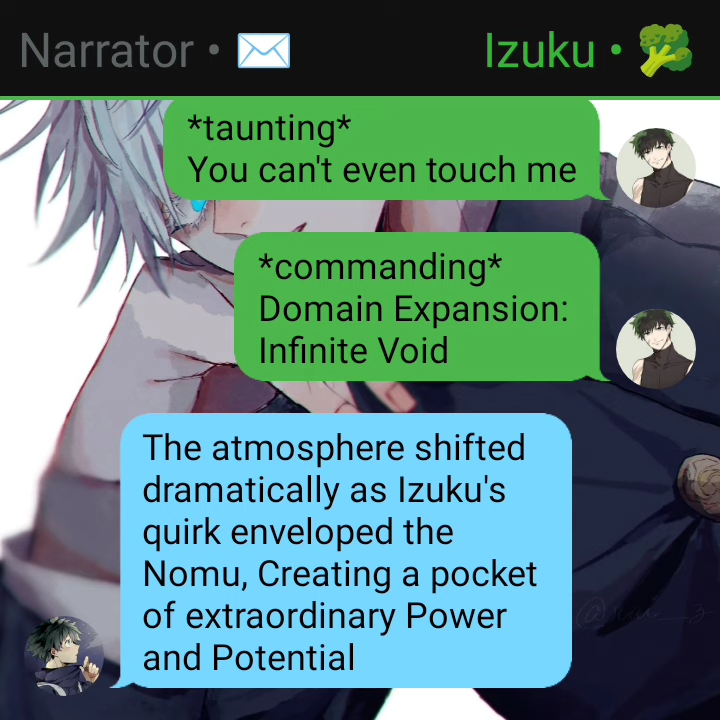 Narrator • ✉️
Izuku • 🥦
*taunting*
You can't even touch me
*commanding*
Domain Expansion:
Infinite Void
The atmosphere shifted
dramatically as Izuku's
quirk enveloped the
Nomu, Creating a pocket
of extraordinary Power
and Potential